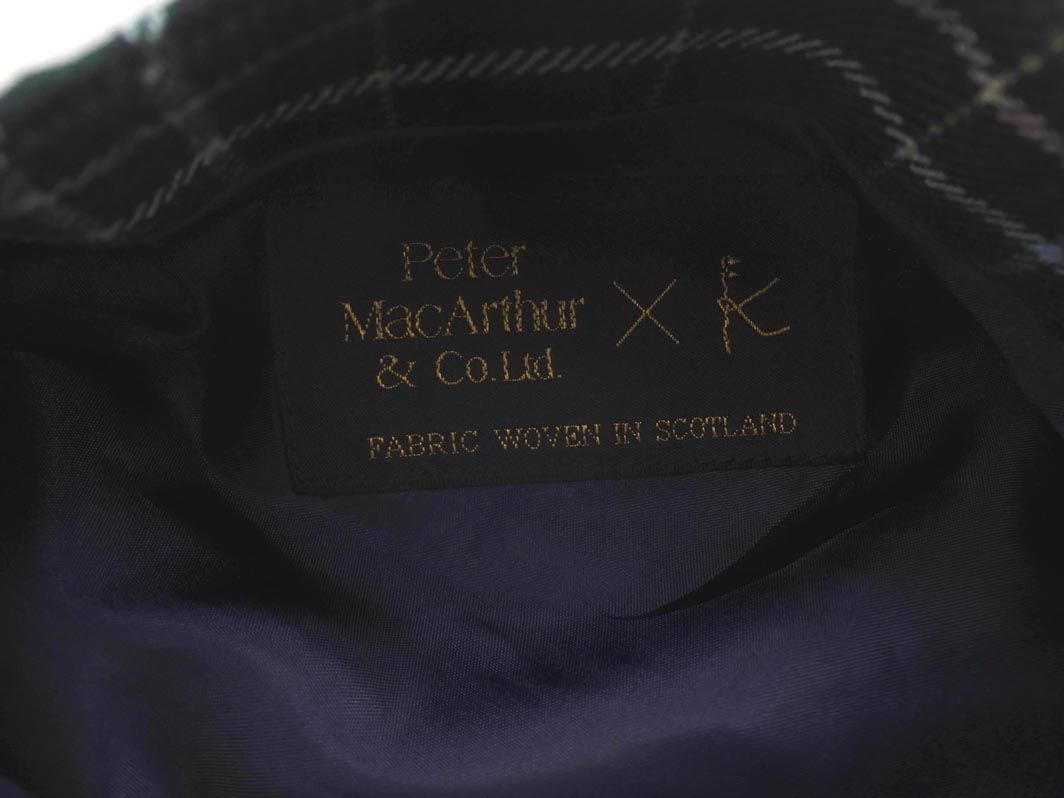 Peter
MacArthur
& Co.Ltd.
X K
FABRIC WOVEN IN SCOTLAND